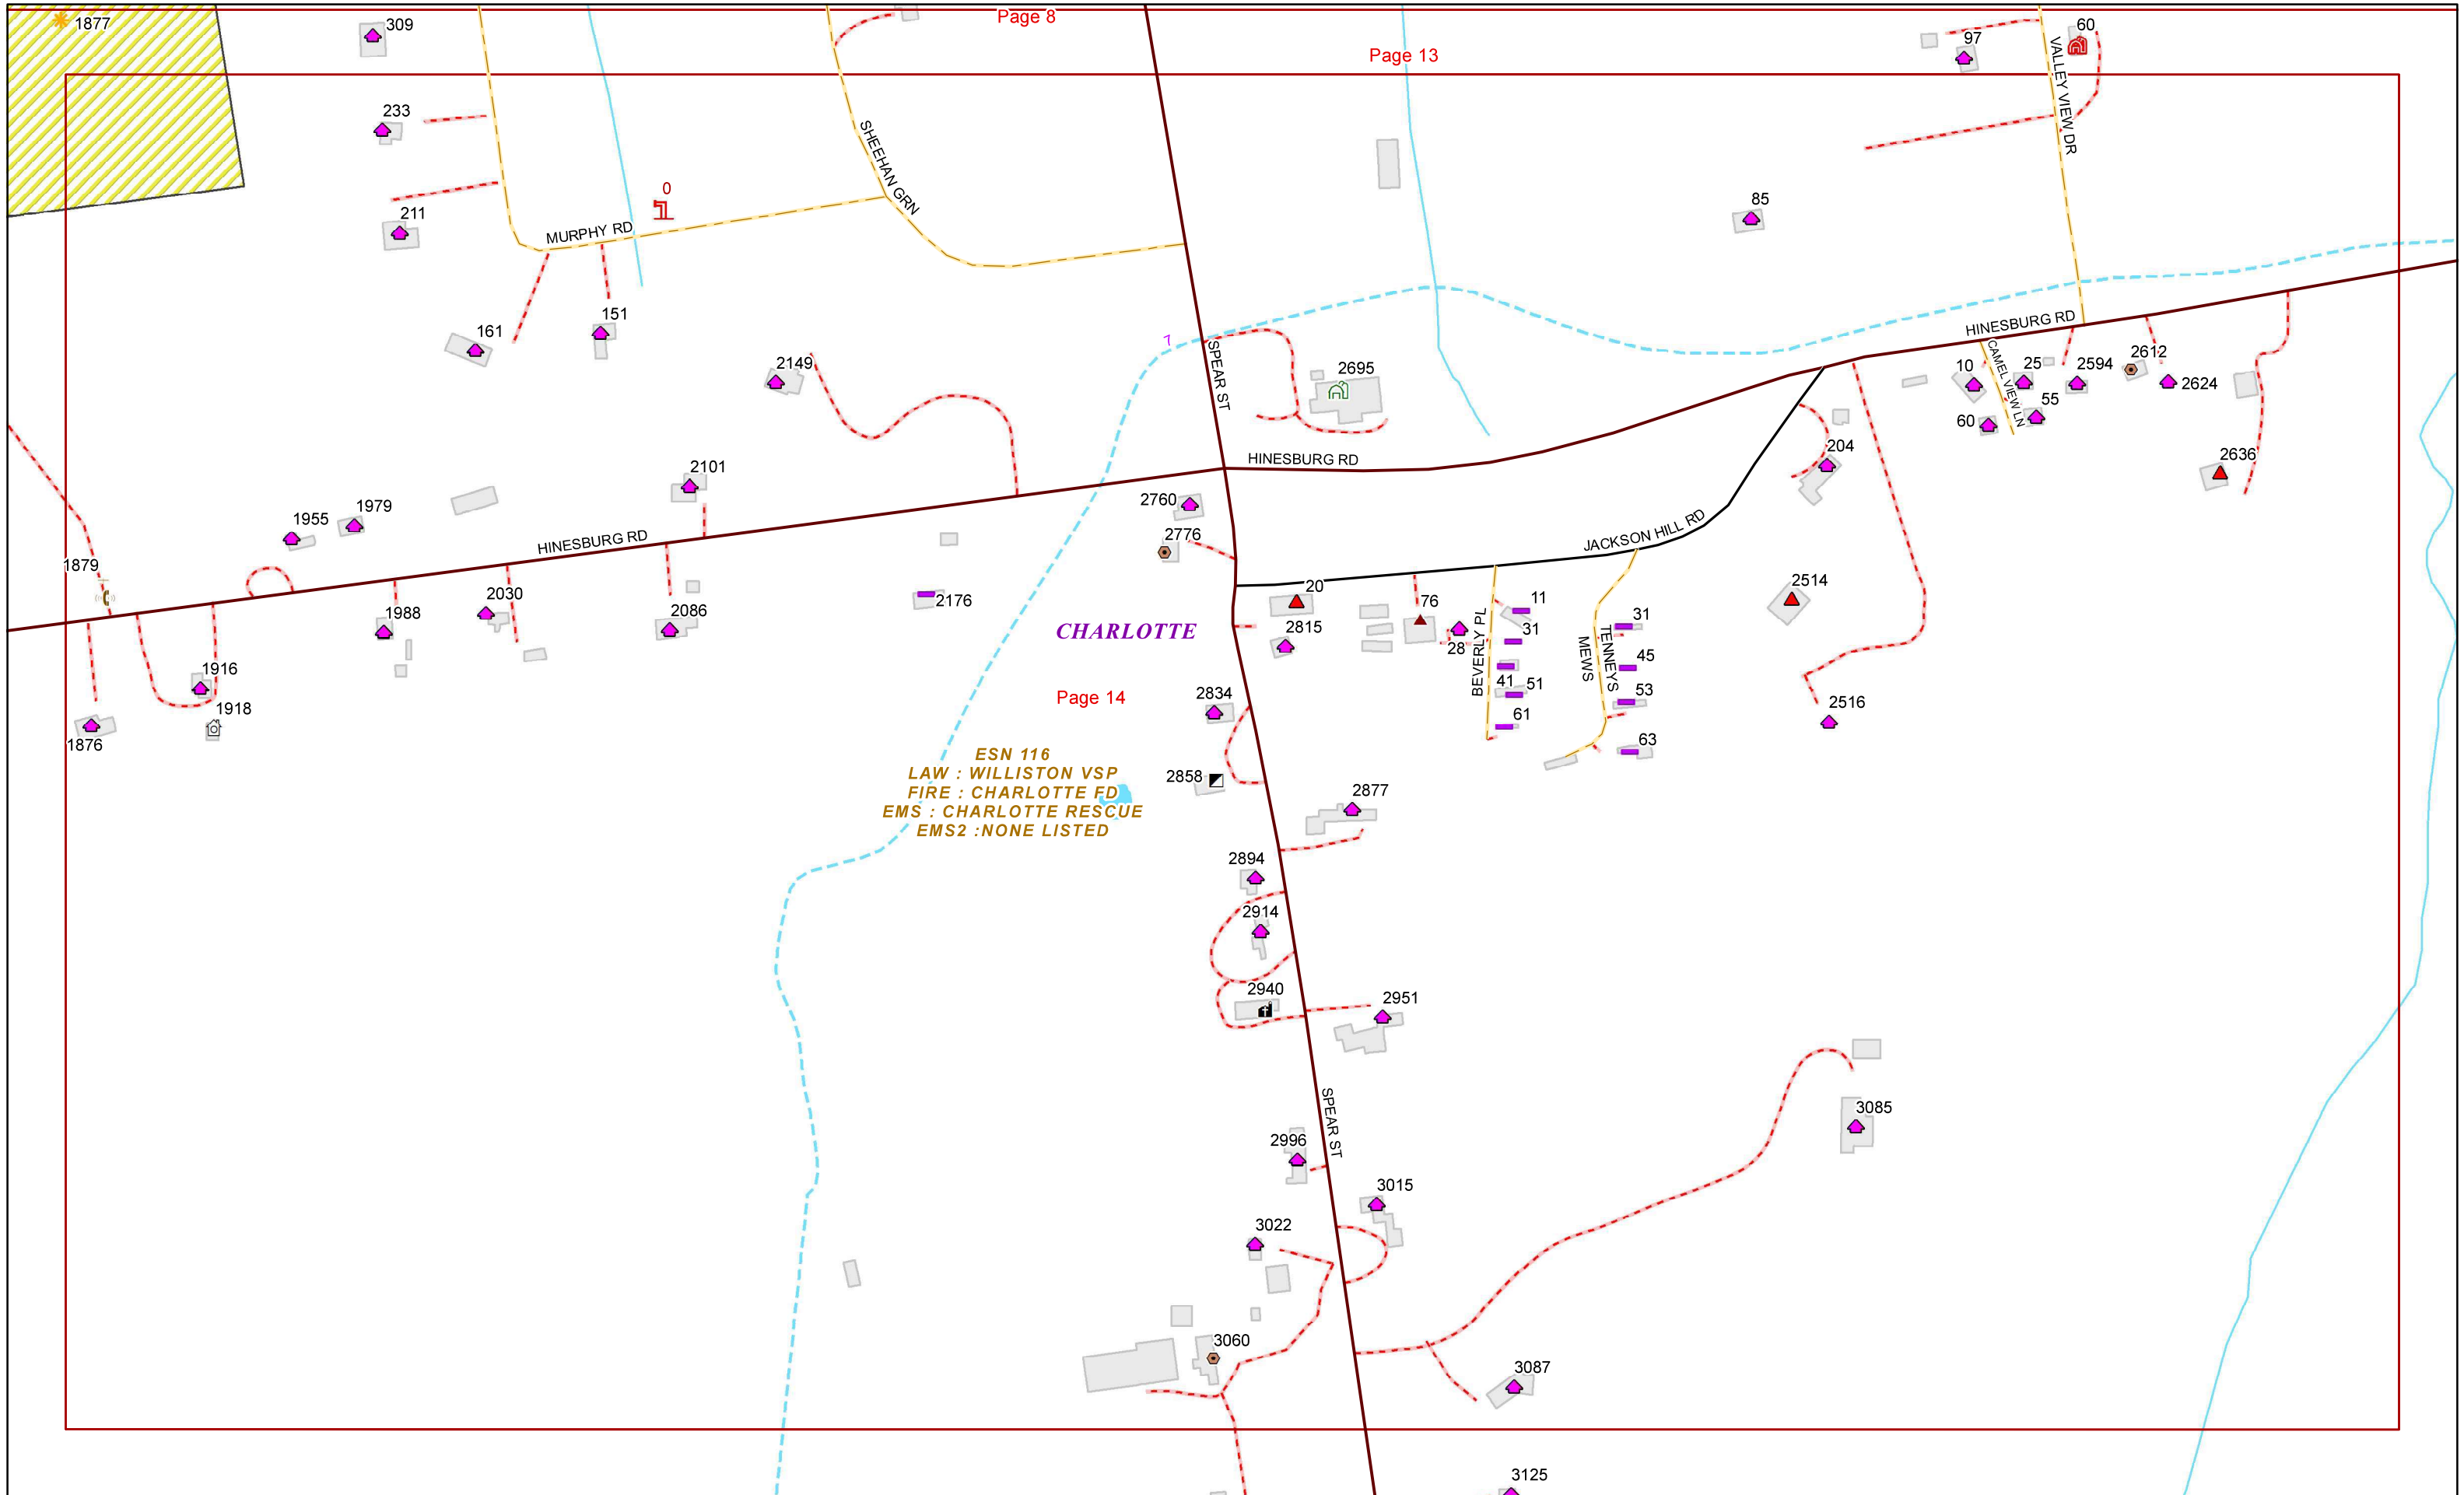 Page 8
1877
309
60
97
Page 13
VALLEY VIEW DR
233
SHEEHAN GRN
0
85
211
MURPHY RD
HINESBURG RD
151
161
7
SPEAR ST
2149
2695
CAMEL VIEW LN
10
25
2594
2612
2624
55
60
204
2636
HINESBURG RD
2101
2760
1955
1979
HINESBURG RD
2776
JACKSON HILL RD
1879
2514
20
76
11
2176
1988
2030
2086
CHARLOTTE
2815
28
31
31
BEVERLY PL
TENNEYS
MEWS
45
1916
41
51
53
Page 14
2834
2516
1918
61
1876
63
ESN 116
LAW : WILLISTON VSP
FIRE : CHARLOTTE FD
EMS : CHARLOTTE RESCUE
EMS2 :NONE LISTED
2858
2877
2894
2914
2940
2951
SPEAR ST
3085
2996
3015
3022
3060
3087
3125